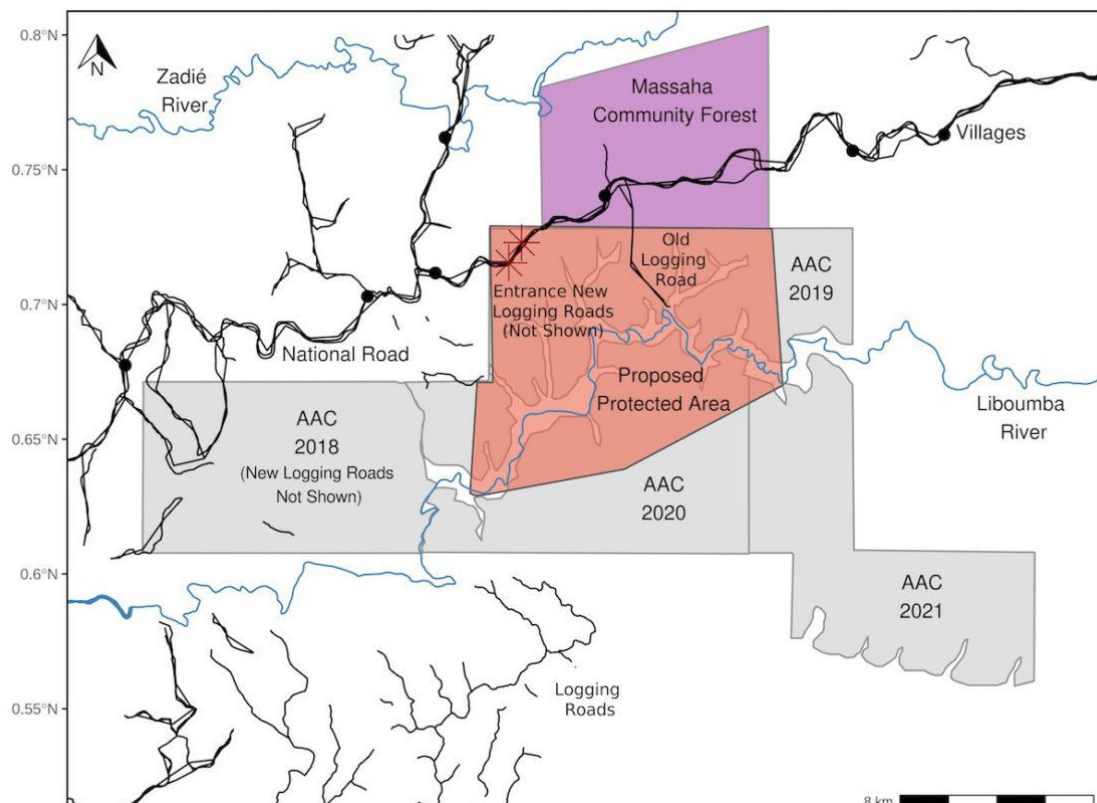 0.8°N
N
Zadié
River
Massaha
Community Forest
Villages
0.75°N
Old
Logging
Road
AAC
2019
0.7°N
Entrance New
Logging Roads
(Not Shown)
National Road
Proposed
Protected Area
Liboumba
River
0.65°N
AAC
2018
(New Logging Roads
Not Shown)
AAC
2020
0.6°N
AAC
2021
Logging
Roads
0.55°N
8 km